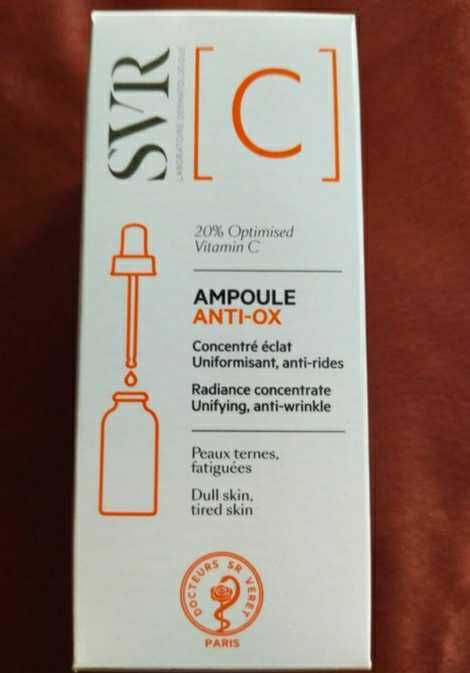 SVR
LABORATOIRE DERMATOLOGIQUE
[C]
20% Optimised
Vitamin C
AMPOULE
ANTI-OX
Concentré éclat
Uniformisant, anti-rides
Radiance concentrate
Unifying, anti-wrinkle
Peaux ternes,
fatiguées
Dull skin,
tired skin
DOCTEURS SR VERET
PARIS